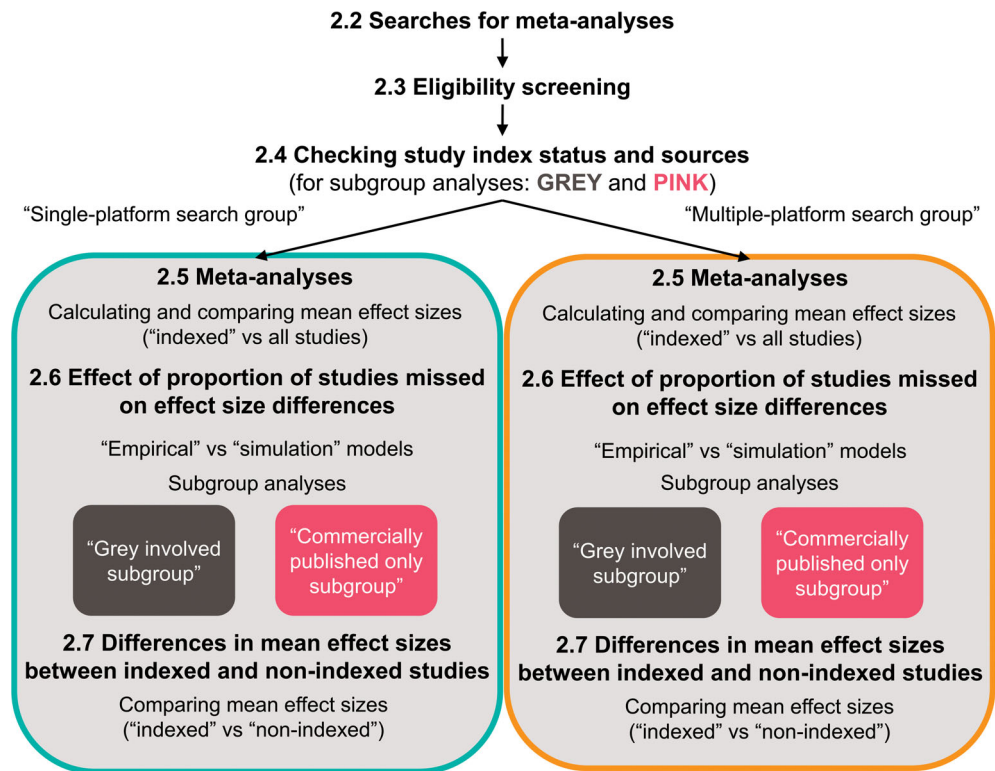 2.2 Searches for meta-analyses
2.3 Eligibility screening
2.4 Checking study index status and sources
(for subgroup analyses: GREY and PINK)
“Single-platform search group”
“Multiple-platform search group”
2.5 Meta-analyses
Calculating and comparing mean effect sizes
(“indexed” vs all studies)
2.6 Effect of proportion of studies missed
on effect size differences
“Empirical” vs “simulation” models
Subgroup analyses
“Grey involved
subgroup”
“Commercially
published only
subgroup”
2.7 Differences in mean effect sizes
between indexed and non-indexed studies
Comparing mean effect sizes
(“indexed” vs “non-indexed”)
2.5 Meta-analyses
Calculating and comparing mean effect sizes
(“indexed” vs all studies)
2.6 Effect of proportion of studies missed
on effect size differences
“Empirical” vs “simulation” models
Subgroup analyses
“Grey involved
subgroup”
“Commercially
published only
subgroup”
2.7 Differences in mean effect sizes
between indexed and non-indexed studies
Comparing mean effect sizes
(“indexed” vs “non-indexed”)